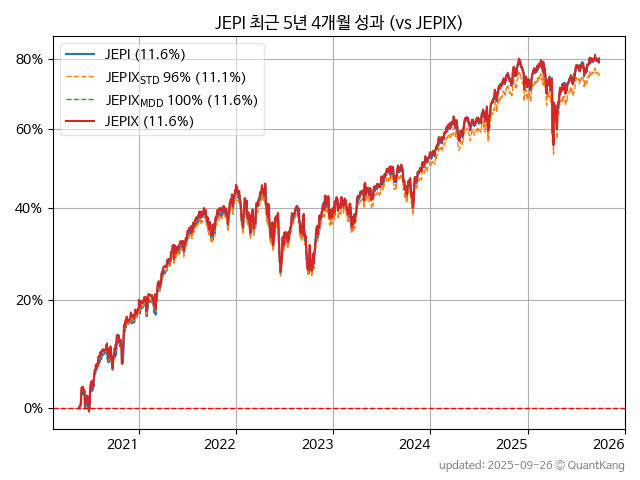 JEPI 최근 5년 4개월 성과 (vs JEPIX)
JEPI (11.6%)
JEPIX_STD 96% (11.1%)
JEPIX_MDD 100% (11.6%)
JEPIX (11.6%)
80%
60%
40%
20%
0%
2021 2022 2023 2024 2025 2026
updated: 2025-09-26 © QuantKang